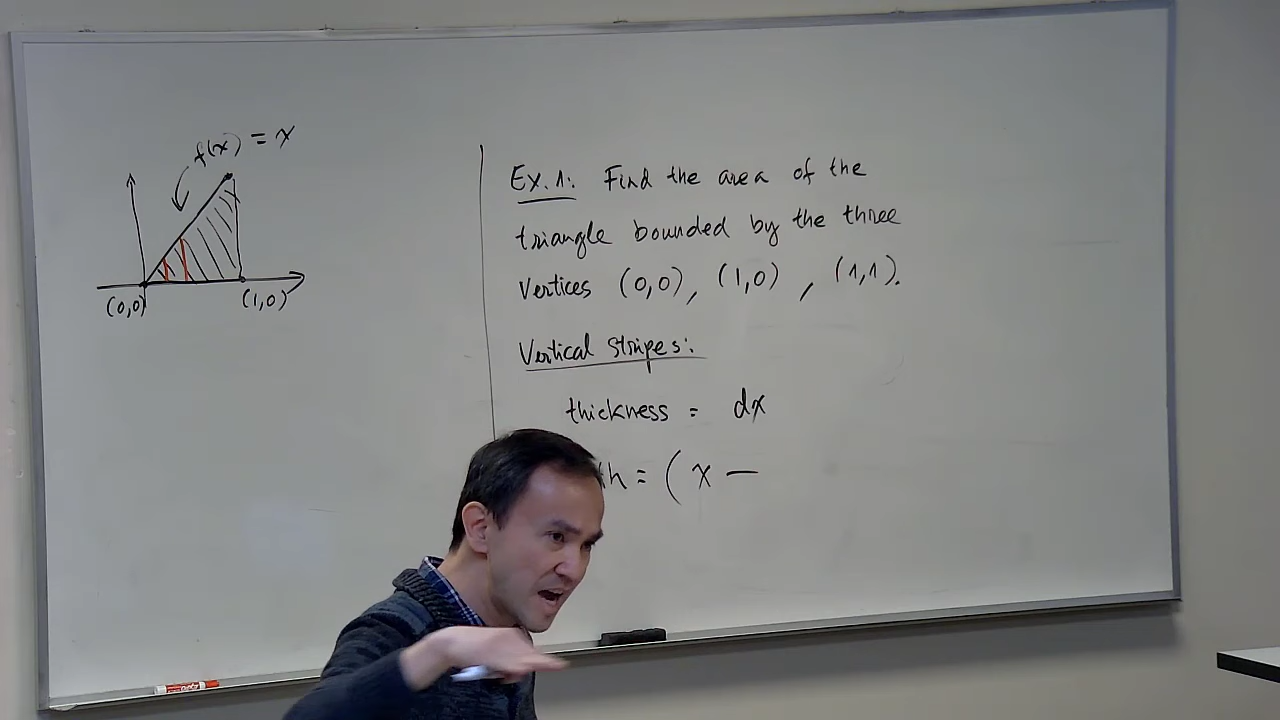 f(x) = x
(0,0)
(1,0)
Ex. 1: Find the area of the
triangle bounded by the three
vertices (0,0), (1,0), (1,1).
Vertical stripes:
thickness = dx
th = ( x —